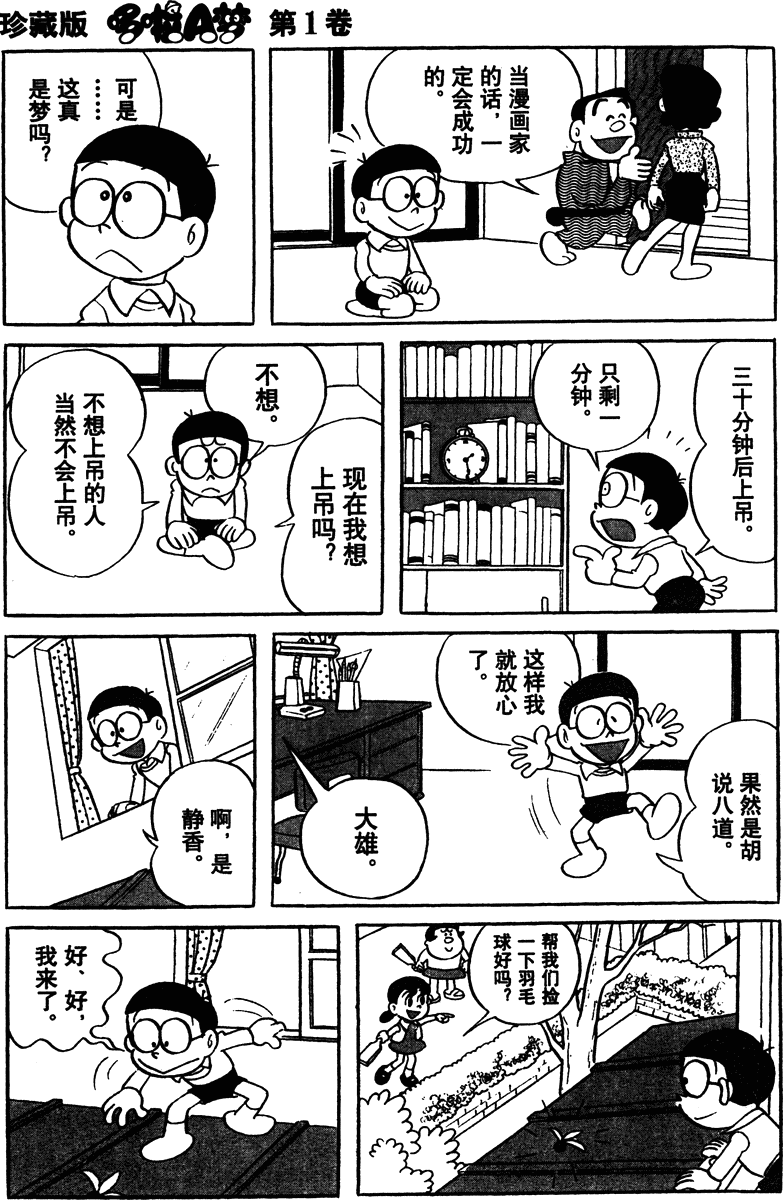 珍藏版 哆啦A梦 第1卷
当漫画家
的话，一
定会成功
的。
可是
……
这真
是梦吗？
三十分钟后上吊。
只剩一
分钟。
现在我想
上吊吗？
不想。
不想上吊的人
当然不会上吊。
果然是胡
说八道。
这样我
就放心
了。
大雄。
啊，是
静香。
帮我们捡
一下羽毛
球好吗？
好、好，
我来了。